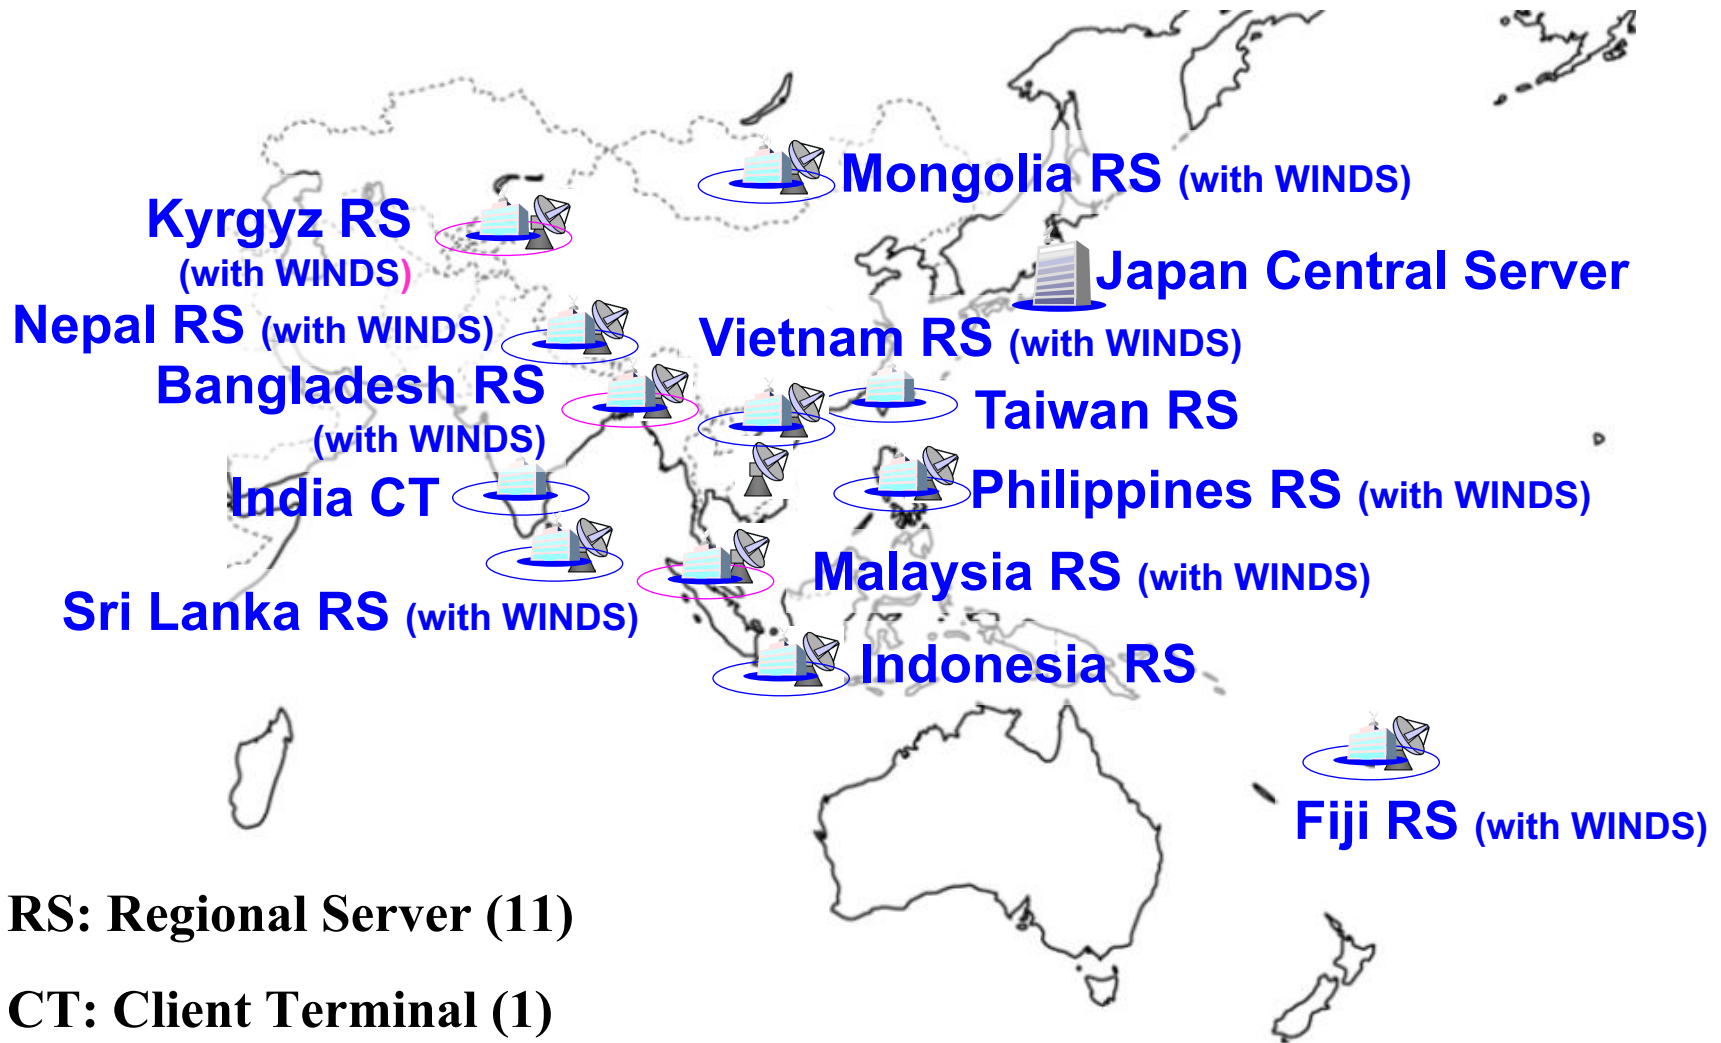 Mongolia RS (with WINDS)
Kyrgyz RS
(with WINDS)
Japan Central Server
Nepal RS (with WINDS)
Vietnam RS (with WINDS)
Bangladesh RS
(with WINDS)
Taiwan RS
India CT
Philippines RS (with WINDS)
Malaysia RS (with WINDS)
Sri Lanka RS (with WINDS)
Indonesia RS
Fiji RS (with WINDS)
RS: Regional Server (11)
CT: Client Terminal (1)